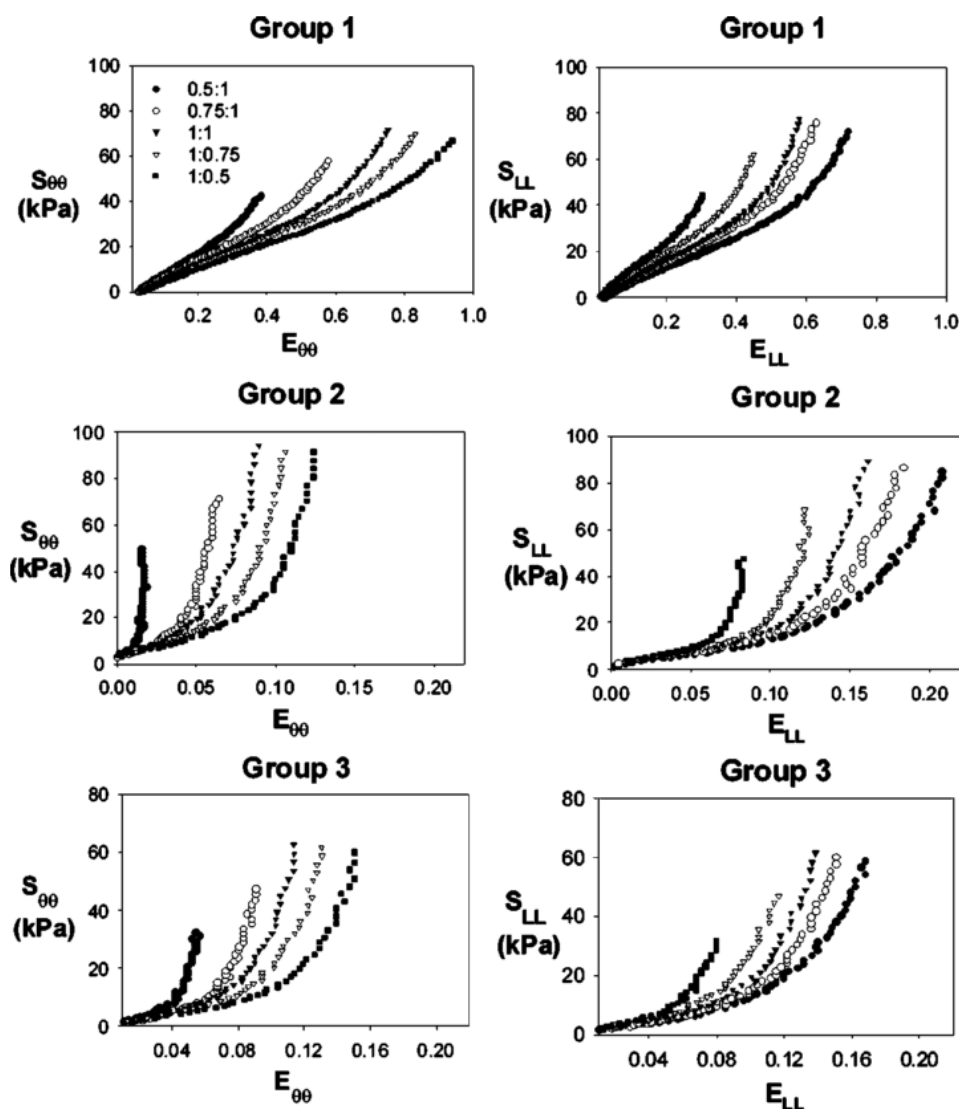 Group 1
100
80
60
40
20
0
0.2 0.4 0.6 0.8 1.0
Sθθ
(kPa)
Eθθ
0.5:1
0.75:1
1:1
1:0.75
1:0.5
Group 1
100
80
60
40
20
0
0.2 0.4 0.6 0.8 1.0
SLL
(kPa)
ELL
Group 2
100
80
60
40
20
0
0.00 0.05 0.10 0.15 0.20
Sθθ
(kPa)
Eθθ
Group 2
100
80
60
40
20
0
0.00 0.05 0.10 0.15 0.20
SLL
(kPa)
ELL
Group 3
80
60
40
20
0
0.04 0.08 0.12 0.16 0.20
Sθθ
(kPa)
Eθθ
Group 3
80
60
40
20
0
0.04 0.08 0.12 0.16 0.20
SLL
(kPa)
ELL